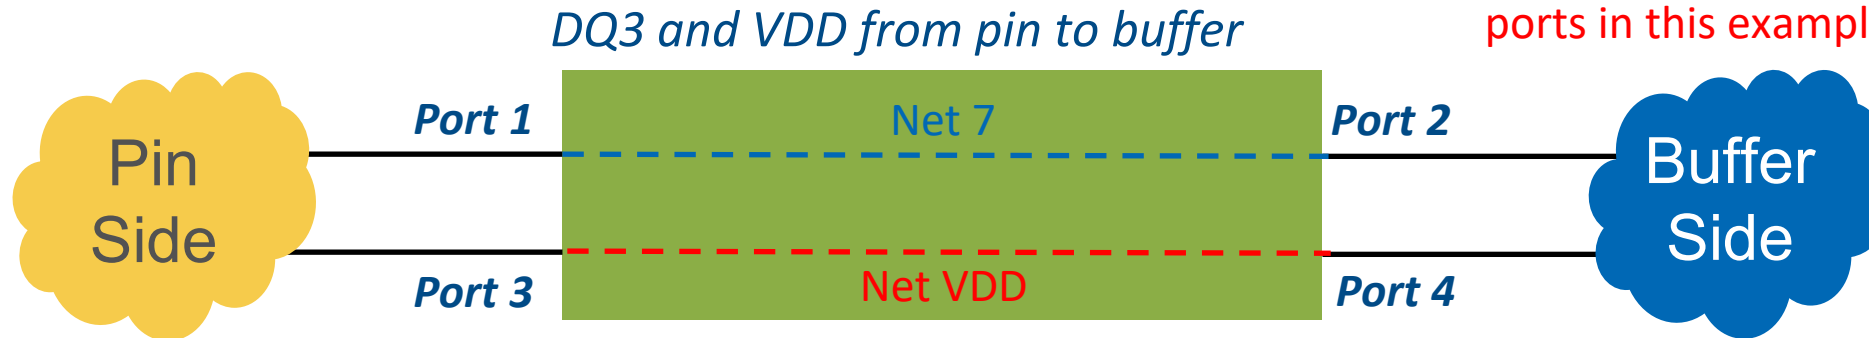 DQ3 and VDD from pin to buffer
ports in this exampl
Port 1
Net 7
Port 2
Pin
Side
Buffer
Side
Port 3
Net VDD
Port 4